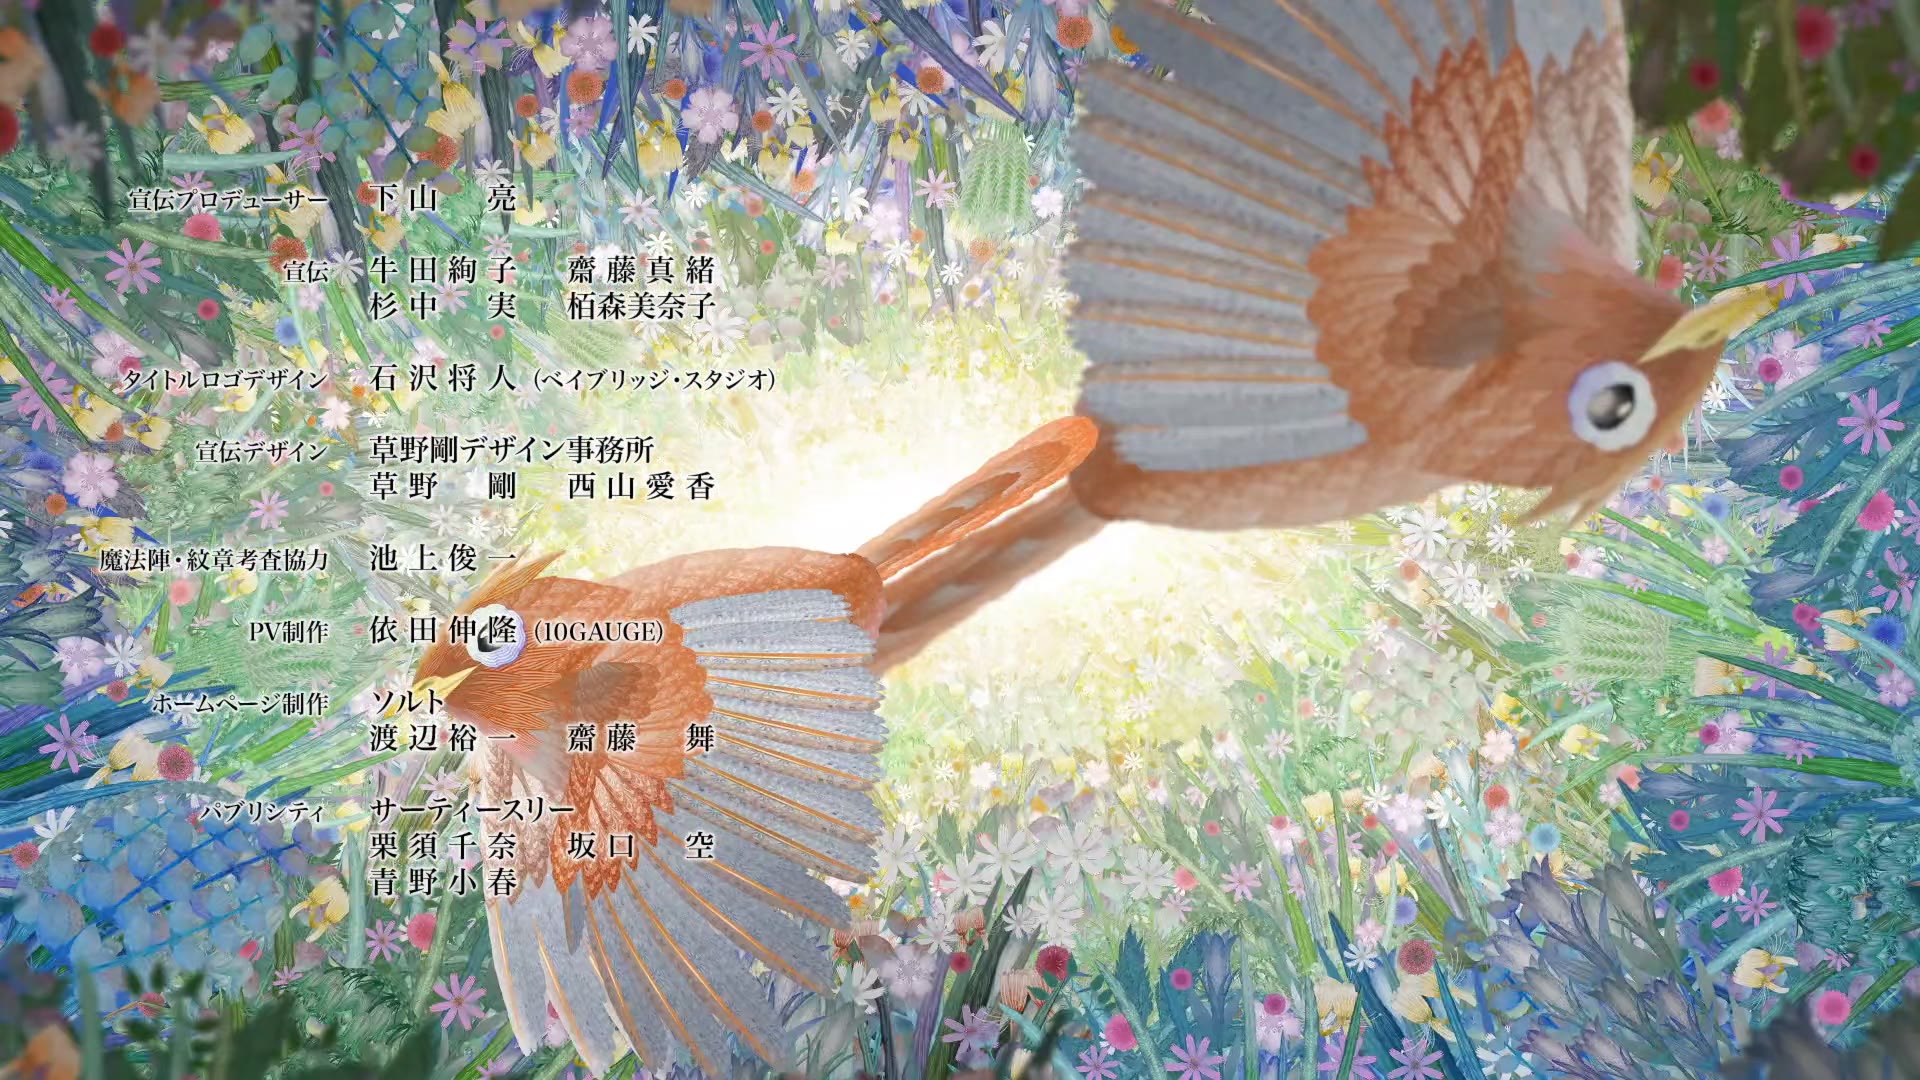 宣伝プロデューサー 下山 亮
宣伝 牛田絢子 齋藤真緒
杉中 実 栢森美奈子
タイトルロゴデザイン 石沢将人(ベイブリッジ・スタジオ)
宣伝デザイン 草野剛デザイン事務所
草野 剛 西山愛香
魔法陣・紋章考査協力 池上俊一
PV制作 依田伸隆(10GAUGE)
ホームページ制作 ソルト
渡辺裕一 齋藤 舞
パブリシティ サーティースリー
栗須千奈 坂口 空
青野小春